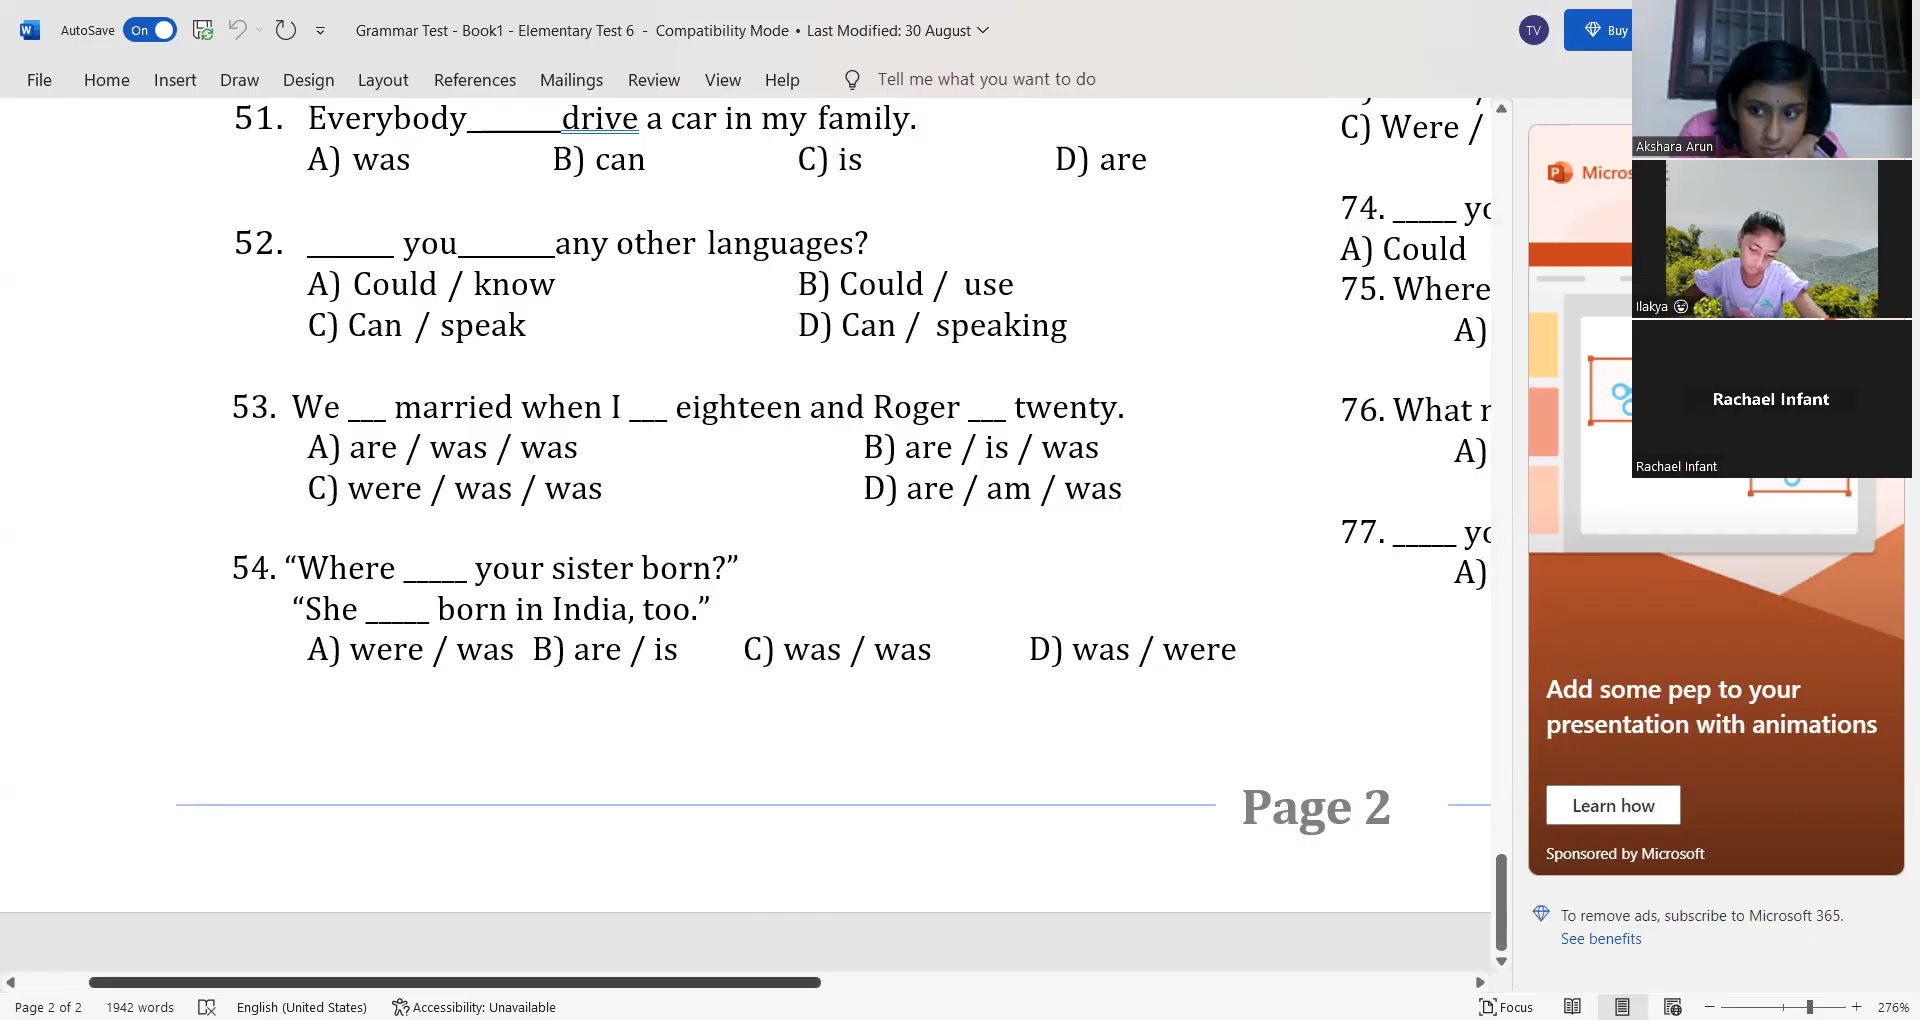 AutoSave On Grammar Test - Book1 - Elementary Test 6 - Compatibility Mode • Last Modified: 30 August TV Buy
File Home Insert Draw Design Layout References Mailings Review View Help Tell me what you want to do
51. Everybody_______drive a car in my family.
A) was B) can C) is D) are
52. _______ you_______any other languages?
A) Could / know B) Could / use
C) Can / speak D) Can / speaking
53. We ___ married when I ___ eighteen and Roger ___ twenty.
A) are / was / was B) are / is / was
C) were / was / was D) are / am / was
54. “Where _____ your sister born?”
“She _____ born in India, too.”
A) were / was B) are / is C) was / was D) was / were
Page 2
C) Were /
74. _____
A) Could
75. Where
A)
76. What
A)
77. _____
A)
Akshara Arun
Ilakya
Rachael Infant
Rachael Infant
Add some pep to your
presentation with animations
Learn how
Sponsored by Microsoft
To remove ads, subscribe to Microsoft 365.
See benefits
Page 2 of 2 1942 words English (United States) Accessibility: Unavailable Focus 276%